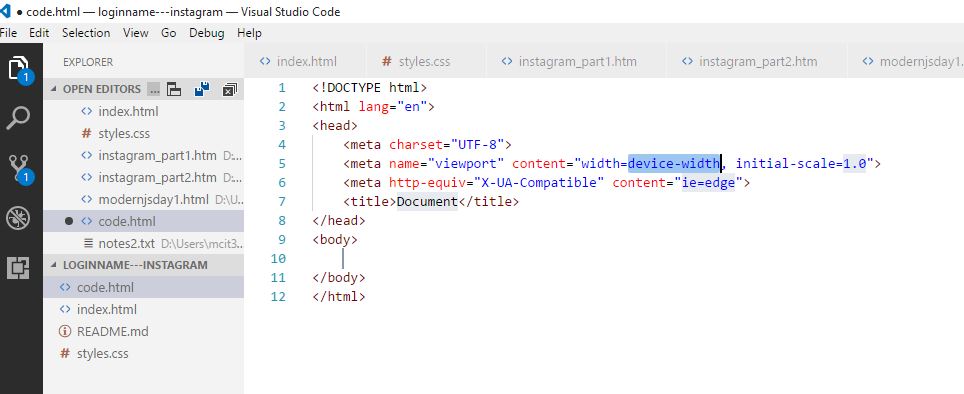 ● code.html — loginname---instagram — Visual Studio Code
File Edit Selection View Go Debug Help
EXPLORER
OPEN EDITORS ...
index.html
styles.css
instagram_part1.htm D:...
instagram_part2.htm D:...
modernjsday1.html D:\U...
● code.html
notes2.txt D:\Users\mcit3...
LOGINNAME---INSTAGRAM
code.html
index.html
README.md
styles.css
1
1
index.html styles.css instagram_part1.htm instagram_part2.htm modernjsday1.
1 <!DOCTYPE html>
2 <html lang="en">
3 <head>
4 <meta charset="UTF-8">
5 <meta name="viewport" content="width=device-width, initial-scale=1.0">
6 <meta http-equiv="X-UA-Compatible" content="ie=edge">
7 <title>Document</title>
8 </head>
9 <body>
10
11 </body>
12 </html>